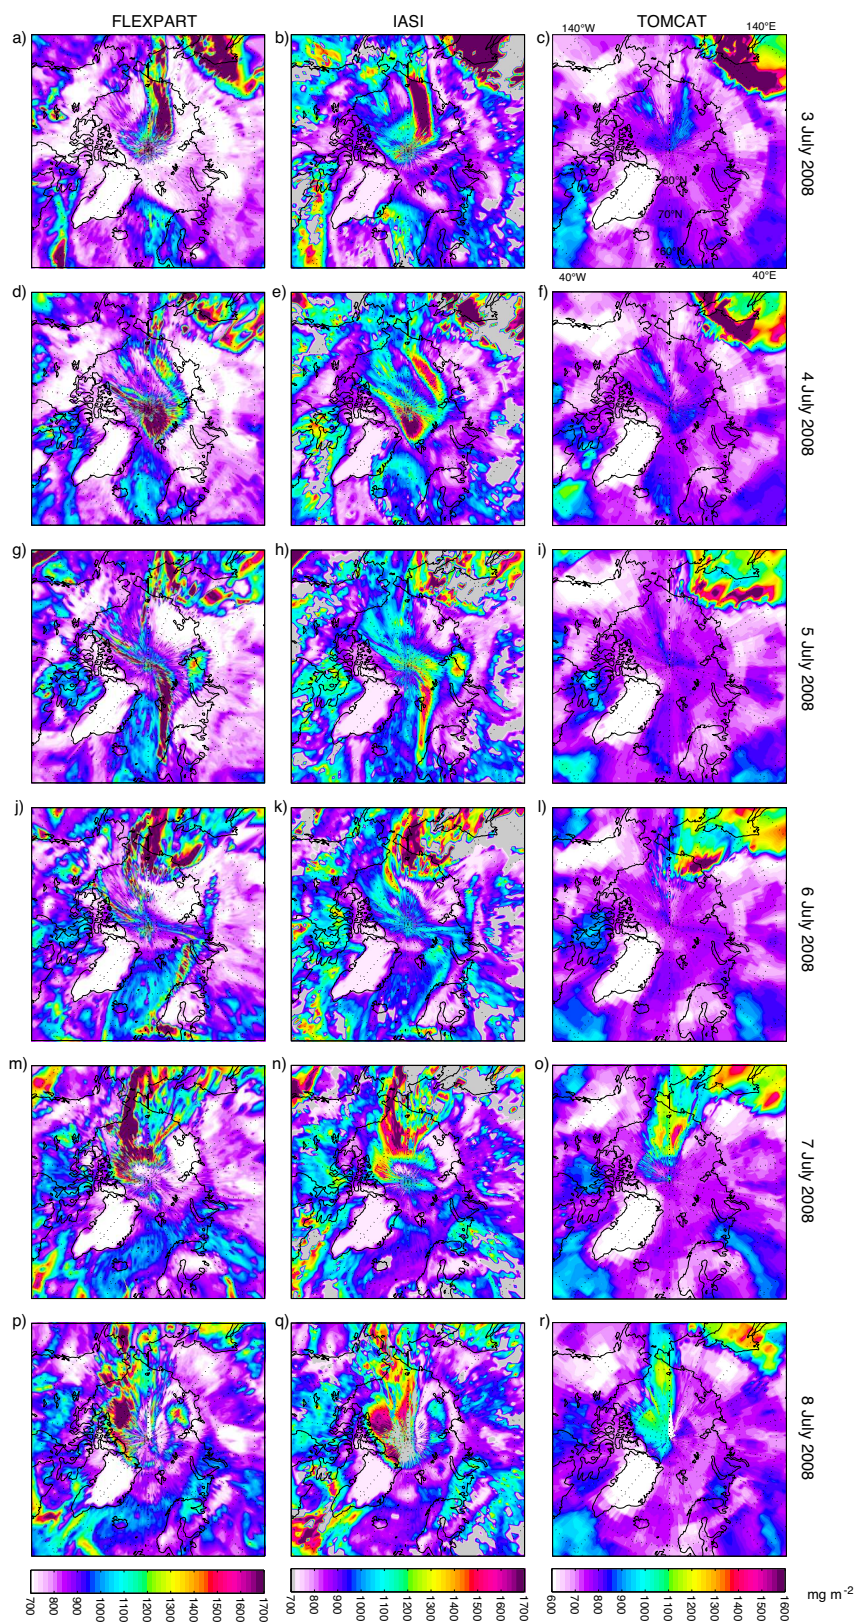 FLEXPART IASI TOMCAT
a) b) c) 140°W 140°E
3 July 2008
80°N
70°N
60°N
40°W 40°E
d) e) f)
4 July 2008
g) h) i)
5 July 2008
j) k) l)
6 July 2008
m) n) o)
7 July 2008
p) q) r)
8 July 2008
700 800 900 1000 1100 1200 1300 1400 1500 1600 1700
700 800 900 1000 1100 1200 1300 1400 1500 1600 1700
600 700 800 900 1000 1100 1200 1300 1400 1500 1600
mg m⁻²